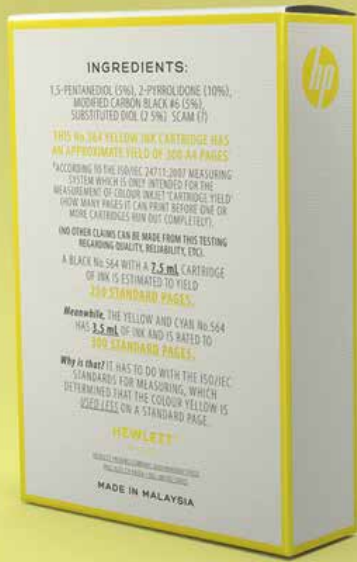 hp
INGREDIENTS:
1,5-PENTANEDIOL (5%), 2-PYRROLIDONE (10%),
MODIFIED CARBON BLACK #6 (5%),
SUBSTITUTED DIOL (2 5%) SCAM (?)
THIS No.564 YELLOW INK CARTRIDGE HAS
AN APPROXIMATE YIELD OF 300 A4 PAGES
*ACCORDING TO THE ISO/IEC 24711:2007 MEASURING
SYSTEM WHICH IS ONLY INTENDED FOR THE
MEASUREMENT OF COLOUR INKJET 'CARTRIDGE YIELD'
(HOW MANY PAGES IT CAN PRINT BEFORE ONE OR
MORE CARTRIDGES RUN OUT COMPLETELY).
(NO OTHER CLAIMS CAN BE MADE FROM THIS TESTING
REGARDING QUALITY, RELIABILITY, ETC).
A BLACK No.564 WITH A 7.5 mL CARTRIDGE
OF INK IS ESTIMATED TO YIELD
250 STANDARD PAGES.
Meanwhile, THE YELLOW AND CYAN No.564
HAS 3.5 mL OF INK AND IS RATED TO
300 STANDARD PAGES.
Why is that? IT HAS TO DO WITH THE ISO/IEC
STANDARDS FOR MEASURING, WHICH
DETERMINED THAT THE COLOUR YELLOW IS
USED LESS ON A STANDARD PAGE.
HEWLETT
MADE IN MALAYSIA